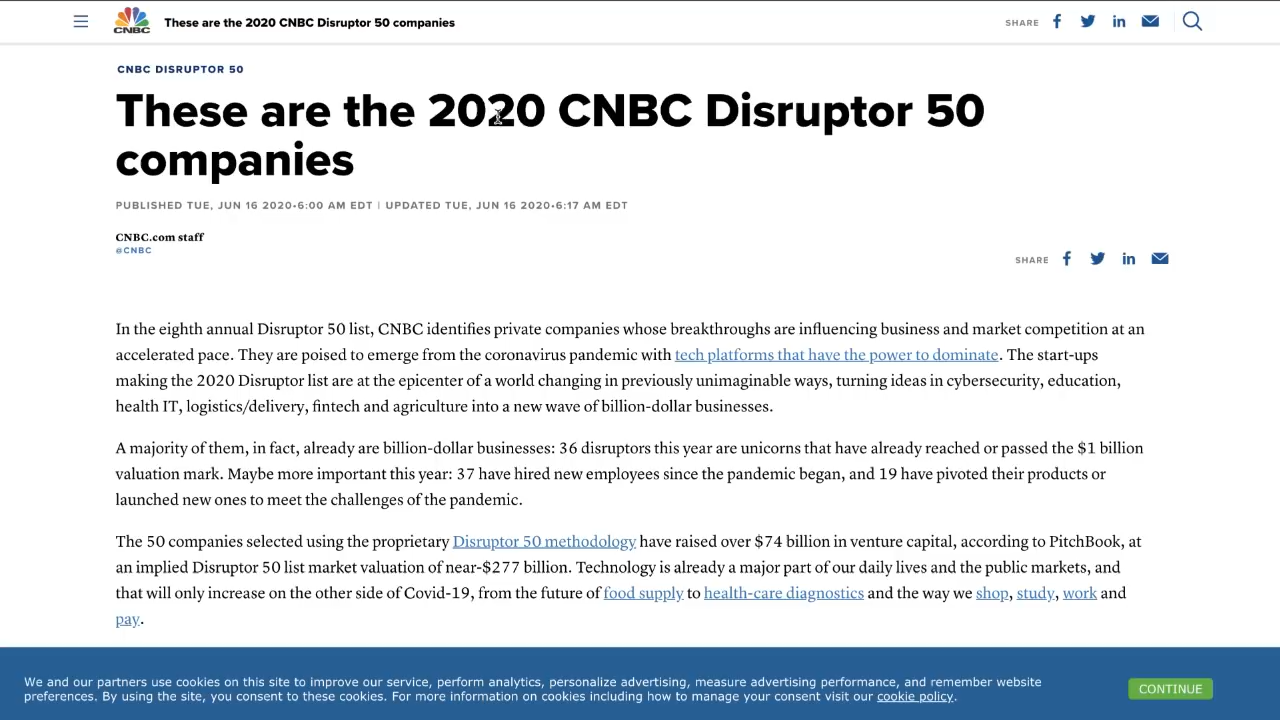 CNBC
These are the 2020 CNBC Disruptor 50 companies
SHARE
CNBC DISRUPTOR 50
These are the 2020 CNBC Disruptor 50
companies
PUBLISHED TUE, JUN 16 2020•6:00 AM EDT | UPDATED TUE, JUN 16 2020•6:17 AM EDT
CNBC.com staff
@CNBC
SHARE
In the eighth annual Disruptor 50 list, CNBC identifies private companies whose breakthroughs are influencing business and market competition at an
accelerated pace. They are poised to emerge from the coronavirus pandemic with tech platforms that have the power to dominate. The start-ups
making the 2020 Disruptor list are at the epicenter of a world changing in previously unimaginable ways, turning ideas in cybersecurity, education,
health IT, logistics/delivery, fintech and agriculture into a new wave of billion-dollar businesses.
A majority of them, in fact, already are billion-dollar businesses: 36 disruptors this year are unicorns that have already reached or passed the $1 billion
valuation mark. Maybe more important this year: 37 have hired new employees since the pandemic began, and 19 have pivoted their products or
launched new ones to meet the challenges of the pandemic.
The 50 companies selected using the proprietary Disruptor 50 methodology have raised over $74 billion in venture capital, according to PitchBook, at
an implied Disruptor 50 list market valuation of near-$277 billion. Technology is already a major part of our daily lives and the public markets, and
that will only increase on the other side of Covid-19, from the future of food supply to health-care diagnostics and the way we shop, study, work and
pay.
We and our partners use cookies on this site to improve our service, perform analytics, personalize advertising, measure advertising performance, and remember website
preferences. By using the site, you consent to these cookies. For more information on cookies including how to manage your consent visit our cookie policy.
CONTINUE